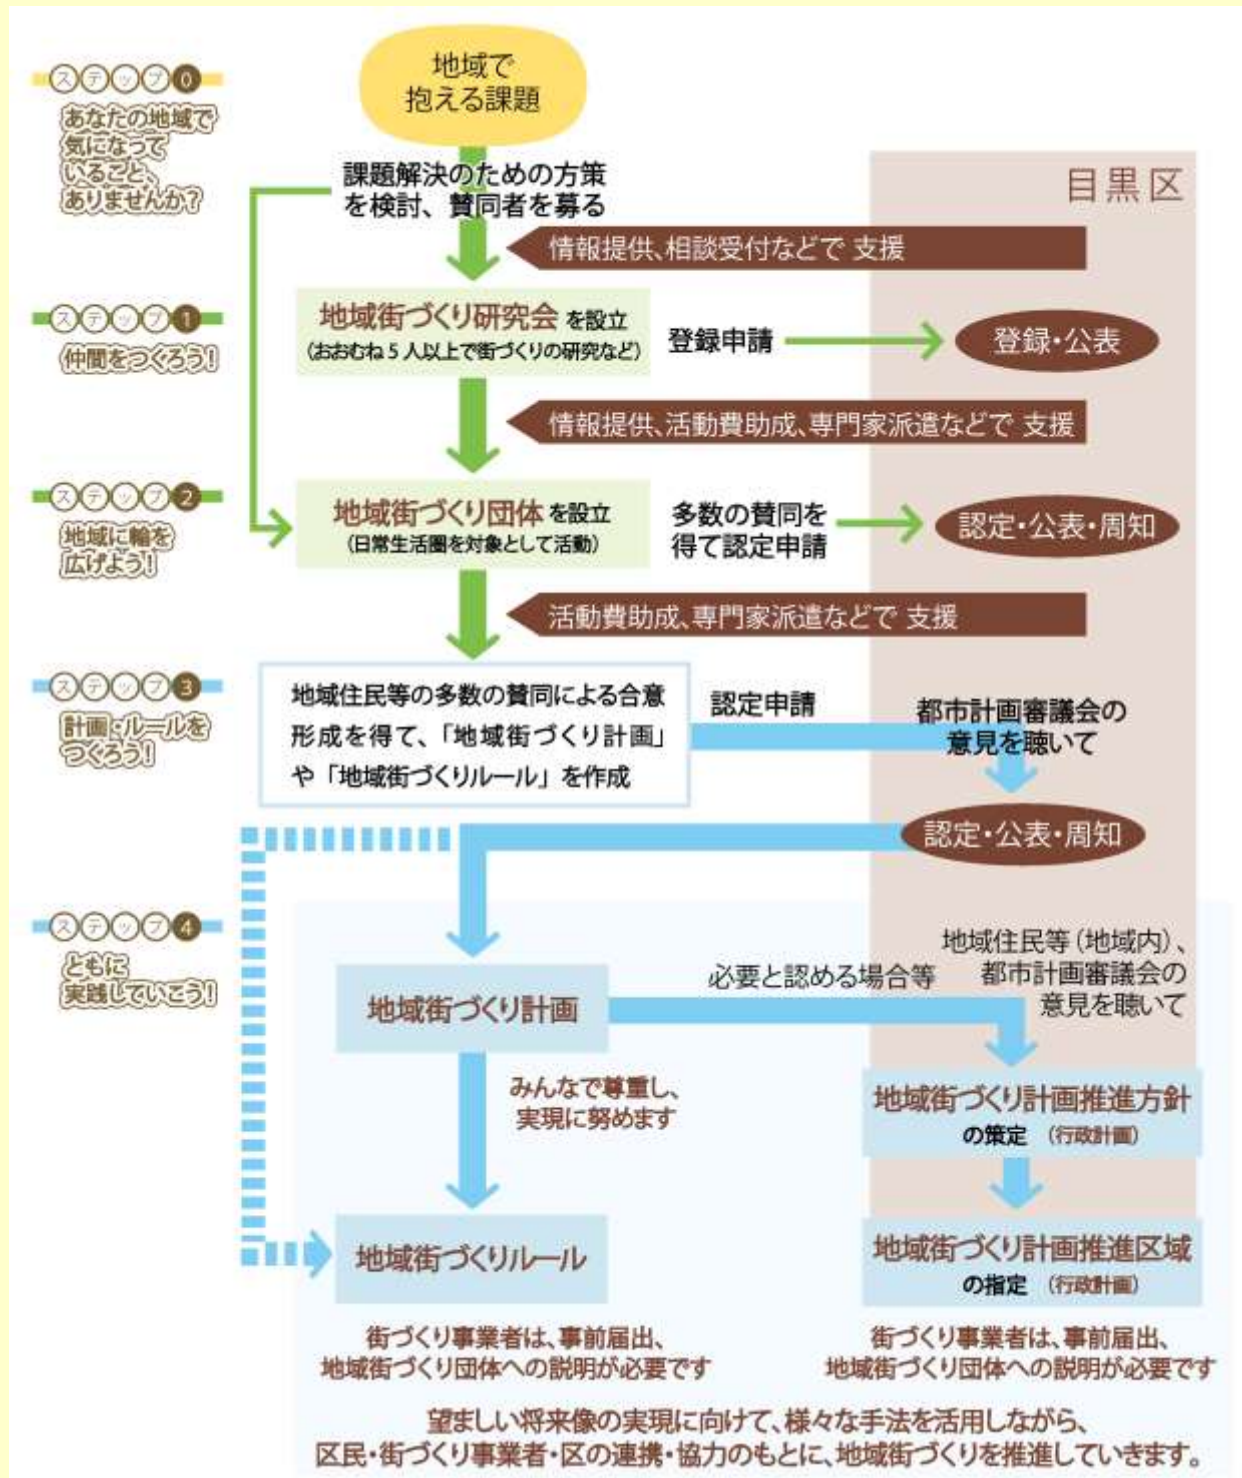 ステップ0
あなたの地域で
気になって
いること、
ありませんか?
地域で
抱える課題
課題解決のための方策
を検討、賛同者を募る
目黒区
情報提供、相談受付などで 支援
ステップ1
仲間をつくろう!
地域街づくり研究会 を設立
(おおむね5人以上で街づくりの研究など)
登録申請
登録・公表
情報提供、活動費助成、専門家派遣などで 支援
ステップ2
地域に輪を
広げよう!
地域街づくり団体 を設立
(日常生活圏を対象として活動)
多数の賛同を
得て認定申請
認定・公表・周知
活動費助成、専門家派遣などで 支援
ステップ3
計画・ルールを
つくろう!
地域住民等の多数の賛同による合意
形成を得て、「地域街づくり計画」
や「地域街づくりルール」を作成
認定申請
都市計画審議会の
意見を聴いて
認定・公表・周知
ステップ4
ともに
実践していこう!
地域街づくり計画
必要と認める場合等
地域住民等(地域内)、
都市計画審議会の
意見を聴いて
みんなで尊重し、
実現に努めます
地域街づくり計画推進方針
の策定 (行政計画)
地域街づくりルール
地域街づくり計画推進区域
の指定 (行政計画)
街づくり事業者は、事前届出、
地域街づくり団体への説明が必要です
街づくり事業者は、事前届出、
地域街づくり団体への説明が必要です
望ましい将来像の実現に向けて、様々な手法を活用しながら、
区民・街づくり事業者・区の連携・協力のもとに、地域街づくりを推進していきます。